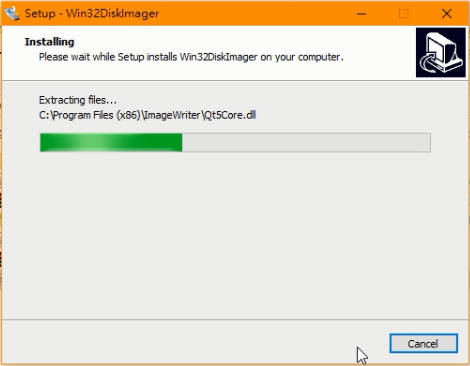 Setup - Win32DiskImager
Installing
Please wait while Setup installs Win32DiskImager on your computer.
Extracting files...
C:\Program Files (x86)\ImageWriter\Qt5Core.dll
Cancel